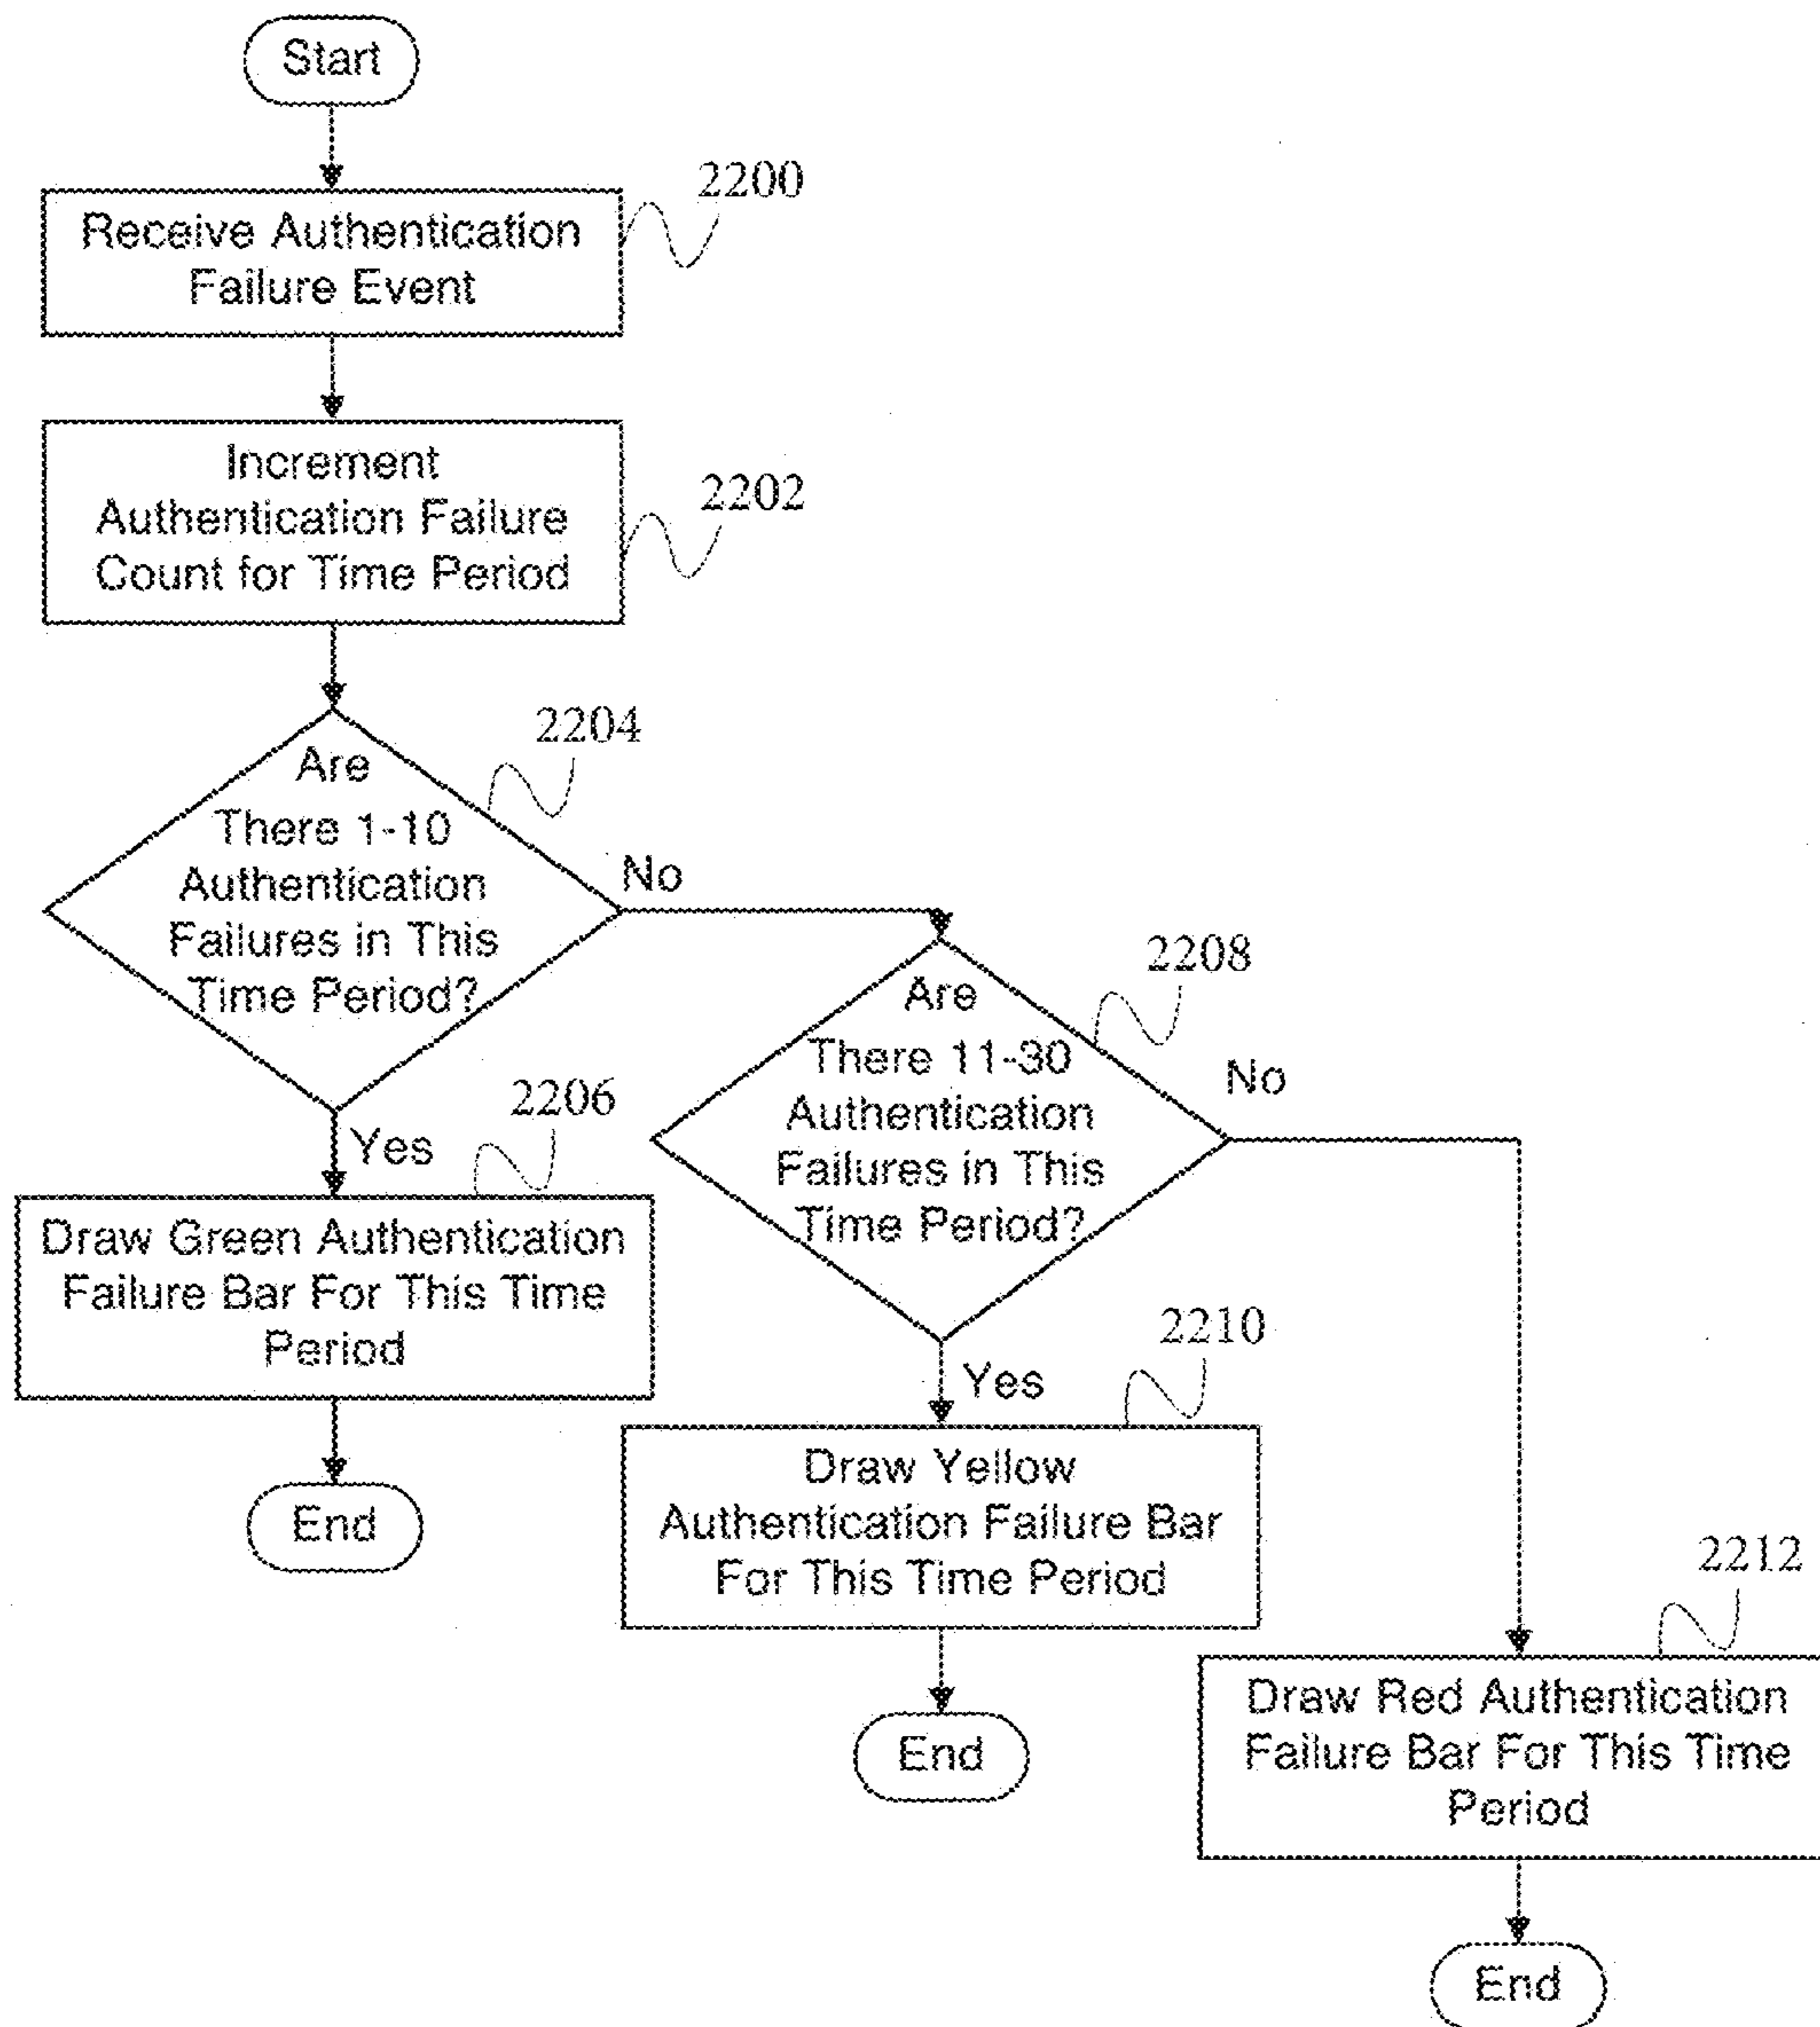 Start
2200
Receive Authentication
Failure Event
Increment
Authentication Failure
Count for Time Period
2202
2204
Are
There 1-10
Authentication
Failures in This
Time Period?
No
2208
Are
There 11-30
Authentication
Failures in This
Time Period?
No
2206
Yes
Draw Green Authentication
Failure Bar For This Time
Period
End
2210
Yes
Draw Yellow
Authentication Failure Bar
For This Time Period
End
2212
Draw Red Authentication
Failure Bar For This Time
Period
End